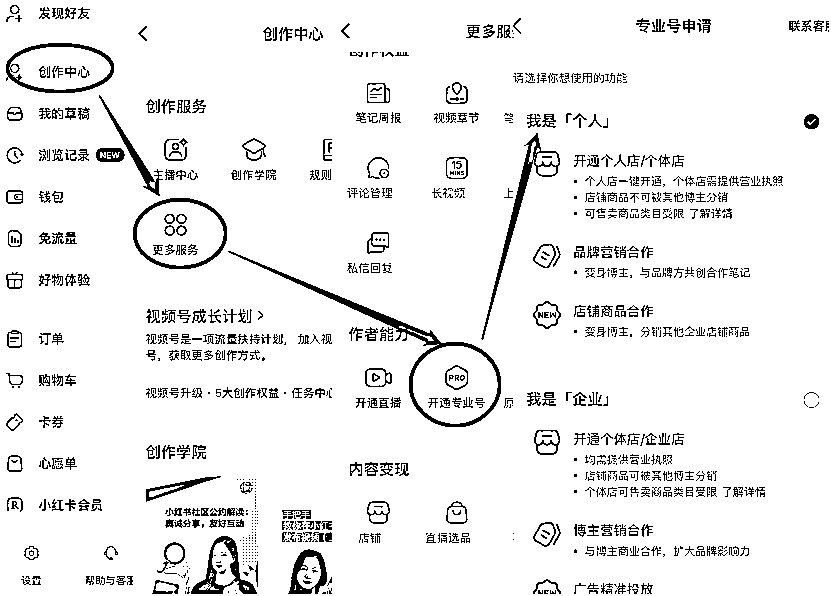 发现好友
创作中心
我的草稿
浏览记录 NEW
钱包
免流量
好物体验
订单
购物车
卡券
心愿单
小红卡会员
设置
帮助与客服
创作中心
创作服务
主播中心
创作学院
规则
更多服务
视频号成长计划
视频号是一项流量扶持计划, 加入视
号, 获取更多创作方式。
视频号升级·5大创作权益·任务中心
创作学院
小红书社区公约解读:
真诚分享, 友好互动
手把手
教你做小红
更多服
创作权益
笔记周报
视频章节
笔
评论管理
15
MINS
长视频
上
私信回复
作者能力
开通直播
PRO
开通专业号
原
内容变现
店铺
直播选品
专业号申请
联系客服
请选择你想使用的功能
我是「个人」
开通个人店/个体店
• 个人店一键开通, 个体店需提供营业执照
• 店铺商品不可被其他博主分销
• 可售卖商品类目受限 了解详情
品牌营销合作
• 变身博主, 与品牌方共创合作笔记
NEW
店铺商品合作
• 变身博主, 分销其他企业店铺商品
我是「企业」
开通个体店/企业店
• 均需提供营业执照
• 店铺商品可被其他博主分销
• 个体店可售卖商品类目受限 了解详情
博主营销合作
• 与博主商业合作, 扩大品牌影响力
NEW
广告精准投放